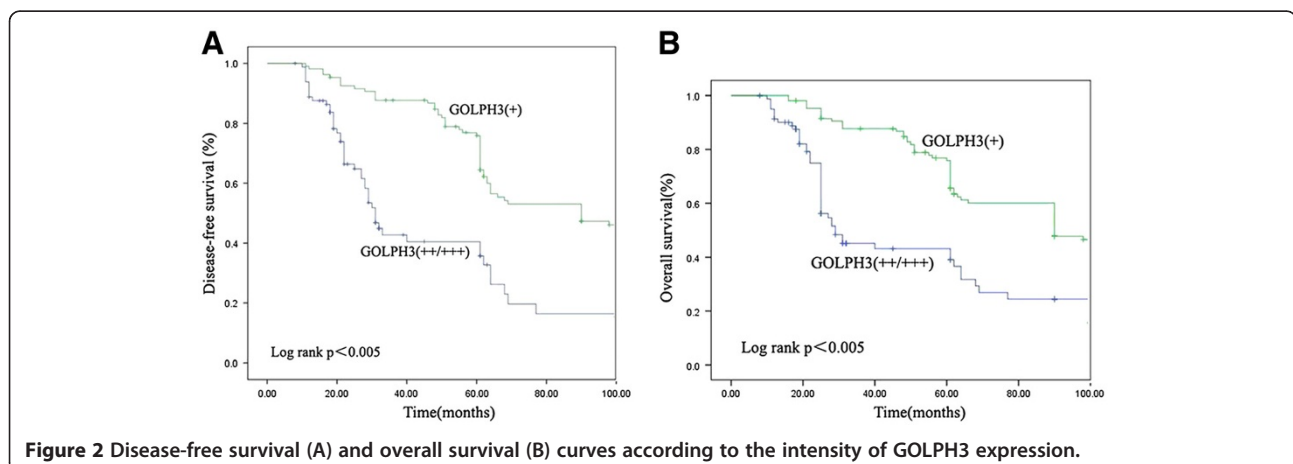 A
Disease-free survival (%)
1.0
0.8
0.6
0.4
0.2
0.0
GOLPH3(+)
GOLPH3(++/+++)
Log rank p<0.005
0.00 20.00 40.00 60.00 80.00 100.00
Time(months)
B
Overall survival(%)
1.0
0.8
0.6
0.4
0.2
0.0
GOLPH3(+)
GOLPH3(++/+++)
Log rank p<0.005
0.00 20.00 40.00 60.00 80.00 100.00
Time(months)
Figure 2 Disease-free survival (A) and overall survival (B) curves according to the intensity of GOLPH3 expression.